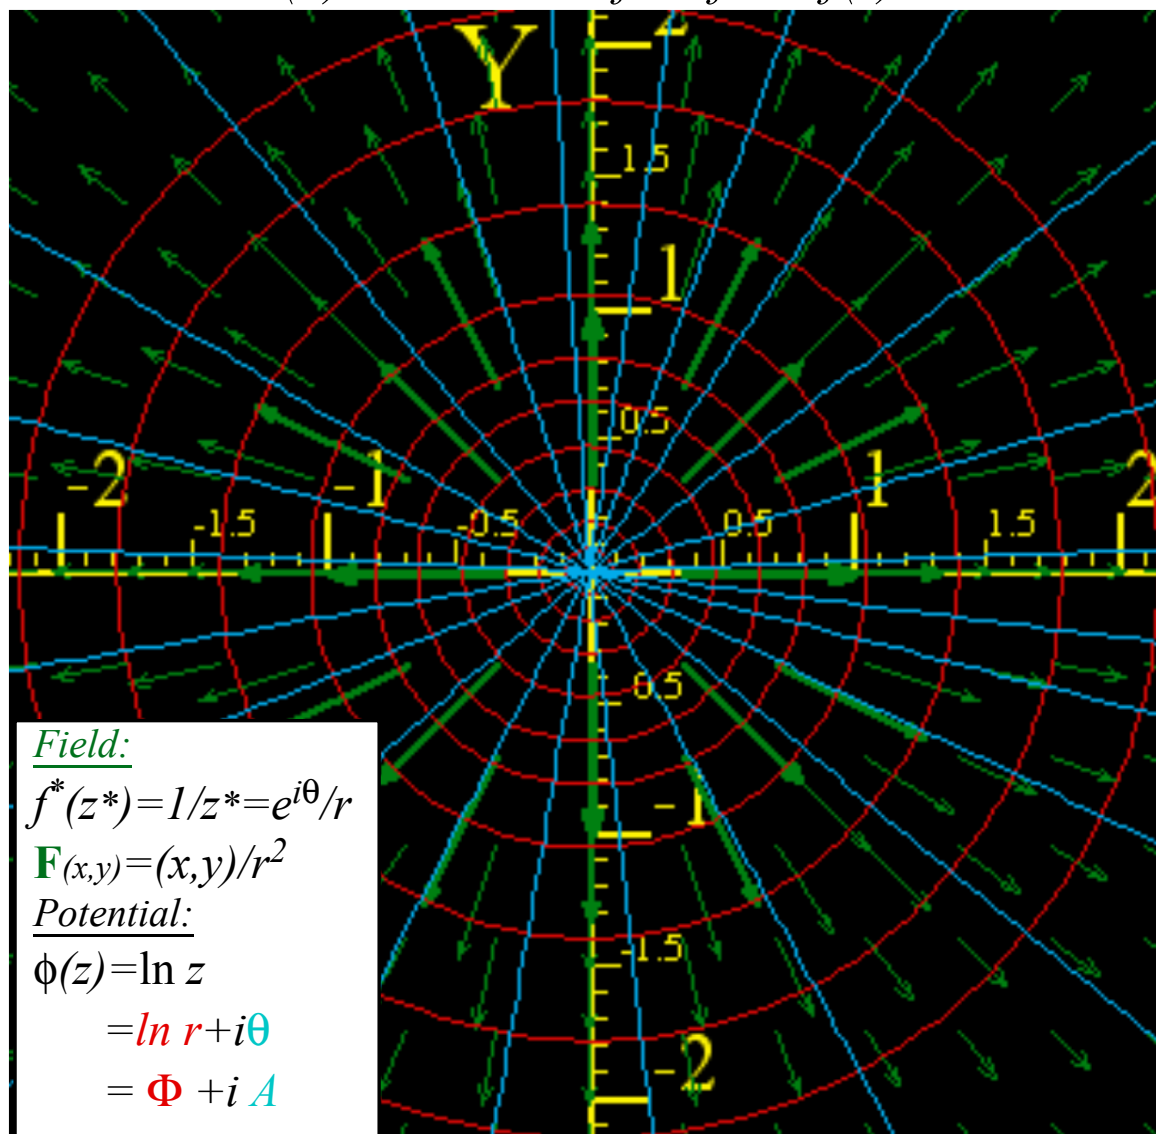 Y
2
1.5
1
0.5
-2 -1 1 2
-1.5 -0.5 0.5 1.5
0.5
-1
-1.5
-2
Field:
f*(z*)=1/z*=e^iθ/r
F(x,y)=(x,y)/r²
Potential:
ϕ(z)=ln z
=ln r+iθ
= Φ +i A